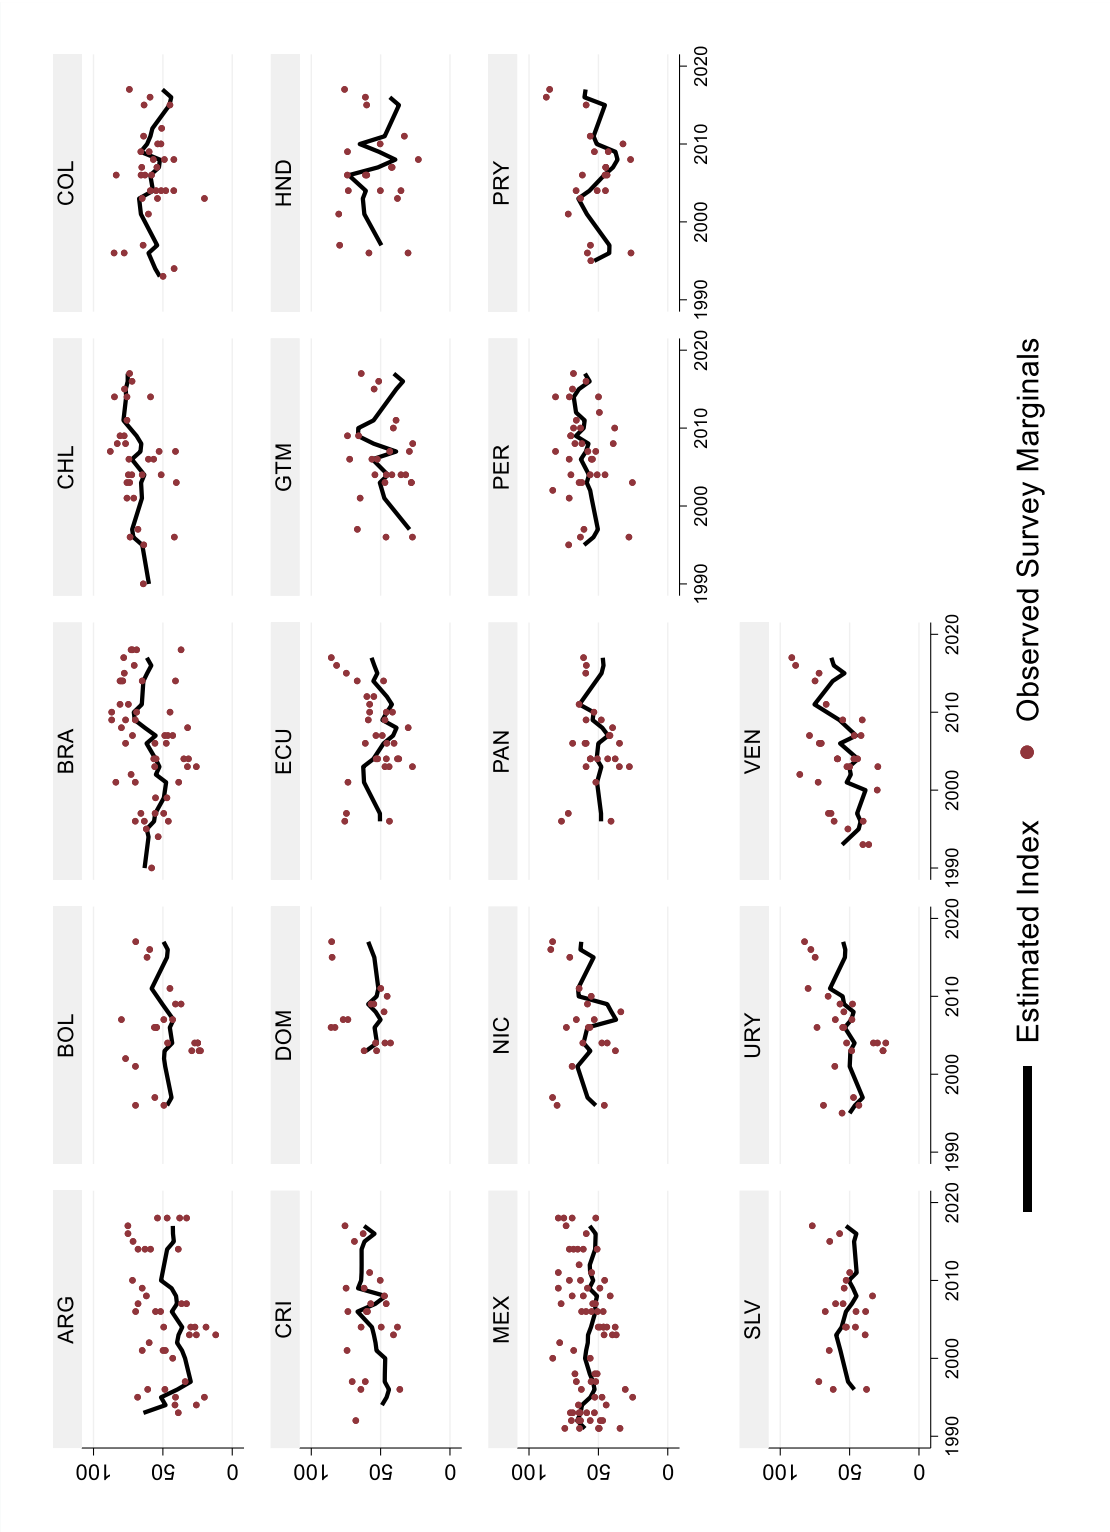 ARG BOL BRA CHL COL
100
50
0
CRI DOM ECU GTM HND
100
50
0
MEX NIC PAN PER PRY
100
50
0
1990 2000 2010 2020 1990 2000 2010 2020
SLV URY VEN
100
50
0
1990 2000 2010 2020 1990 2000 2010 2020 1990 2000 2010 2020
Estimated Index Observed Survey Marginals